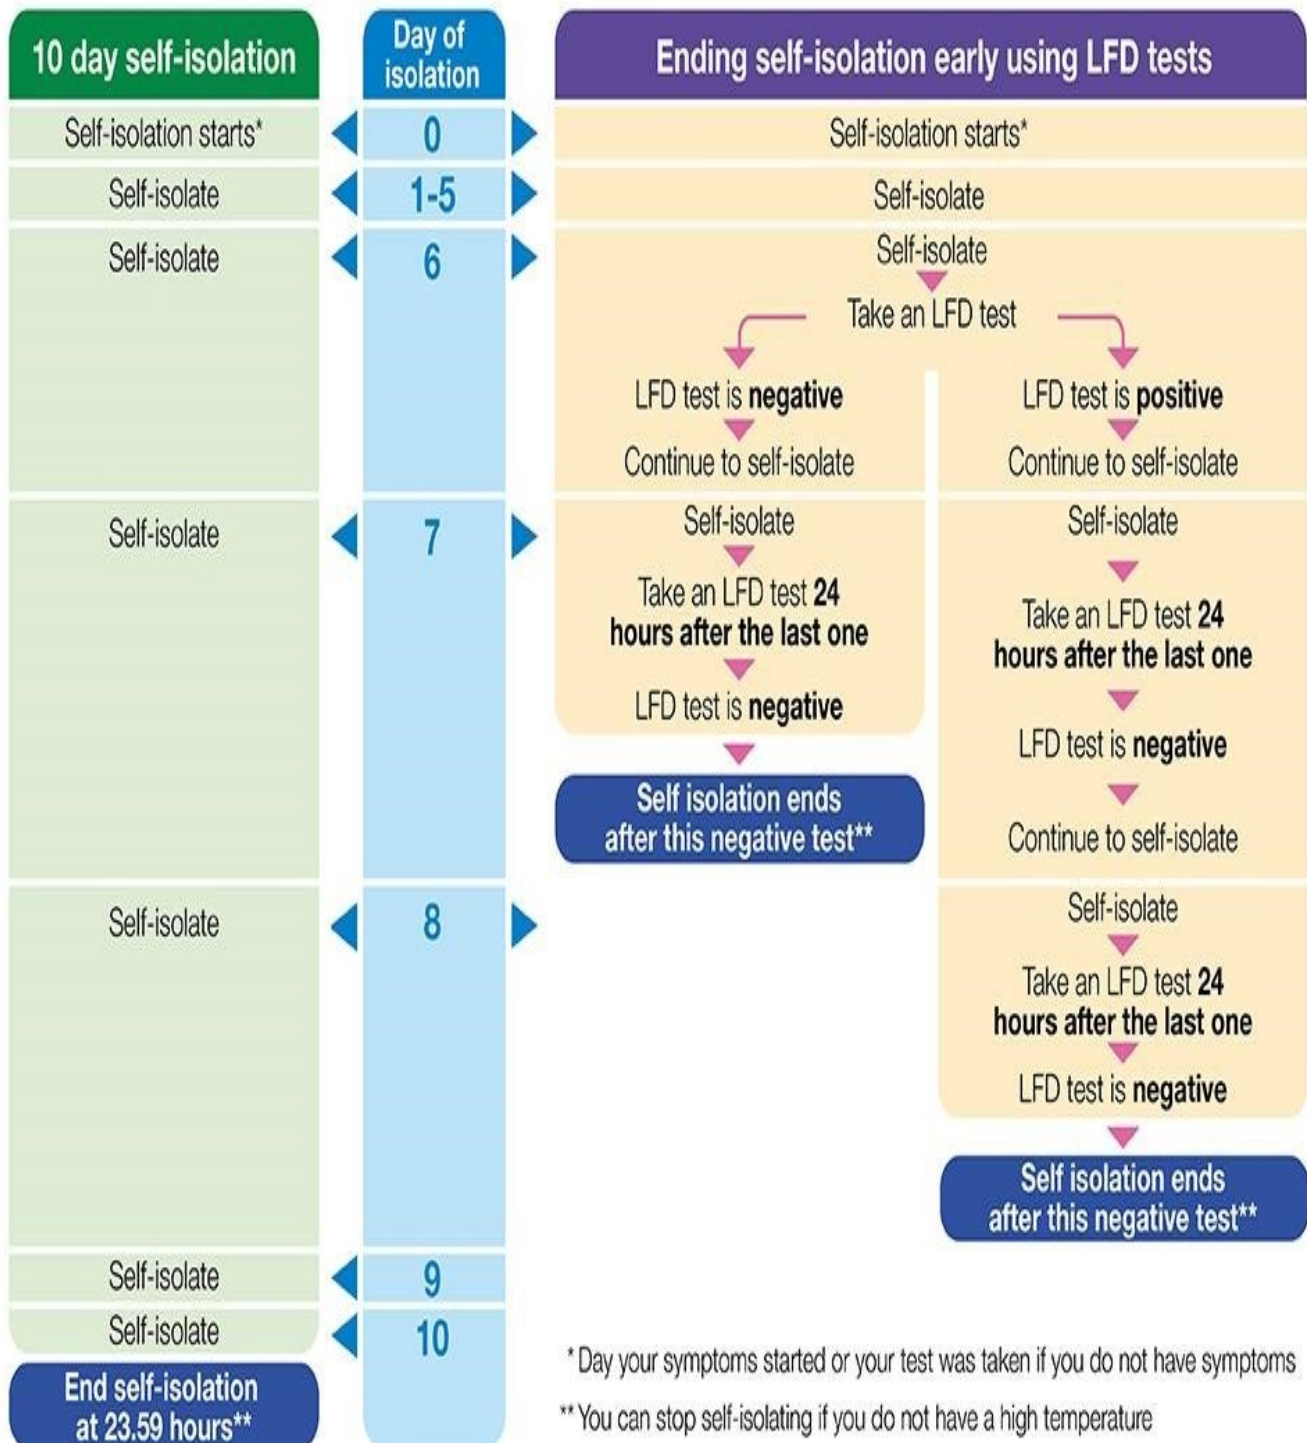 10 day self-isolation
Day of
isolation
Ending self-isolation early using LFD tests
Self-isolation starts*
0
Self-isolation starts*
Self-isolate
1-5
Self-isolate
Self-isolate
6
Self-isolate
Take an LFD test
LFD test is negative
Continue to self-isolate
LFD test is positive
Continue to self-isolate
Self-isolate
7
Self-isolate
Take an LFD test 24
hours after the last one
LFD test is negative
Self isolation ends
after this negative test**
Self-isolate
Take an LFD test 24
hours after the last one
LFD test is negative
Continue to self-isolate
Self-isolate
8
Self-isolate
Take an LFD test 24
hours after the last one
LFD test is negative
Self isolation ends
after this negative test**
Self-isolate
9
Self-isolate
10
End self-isolation
at 23.59 hours**
* Day your symptoms started or your test was taken if you do not have symptoms
** You can stop self-isolating if you do not have a high temperature